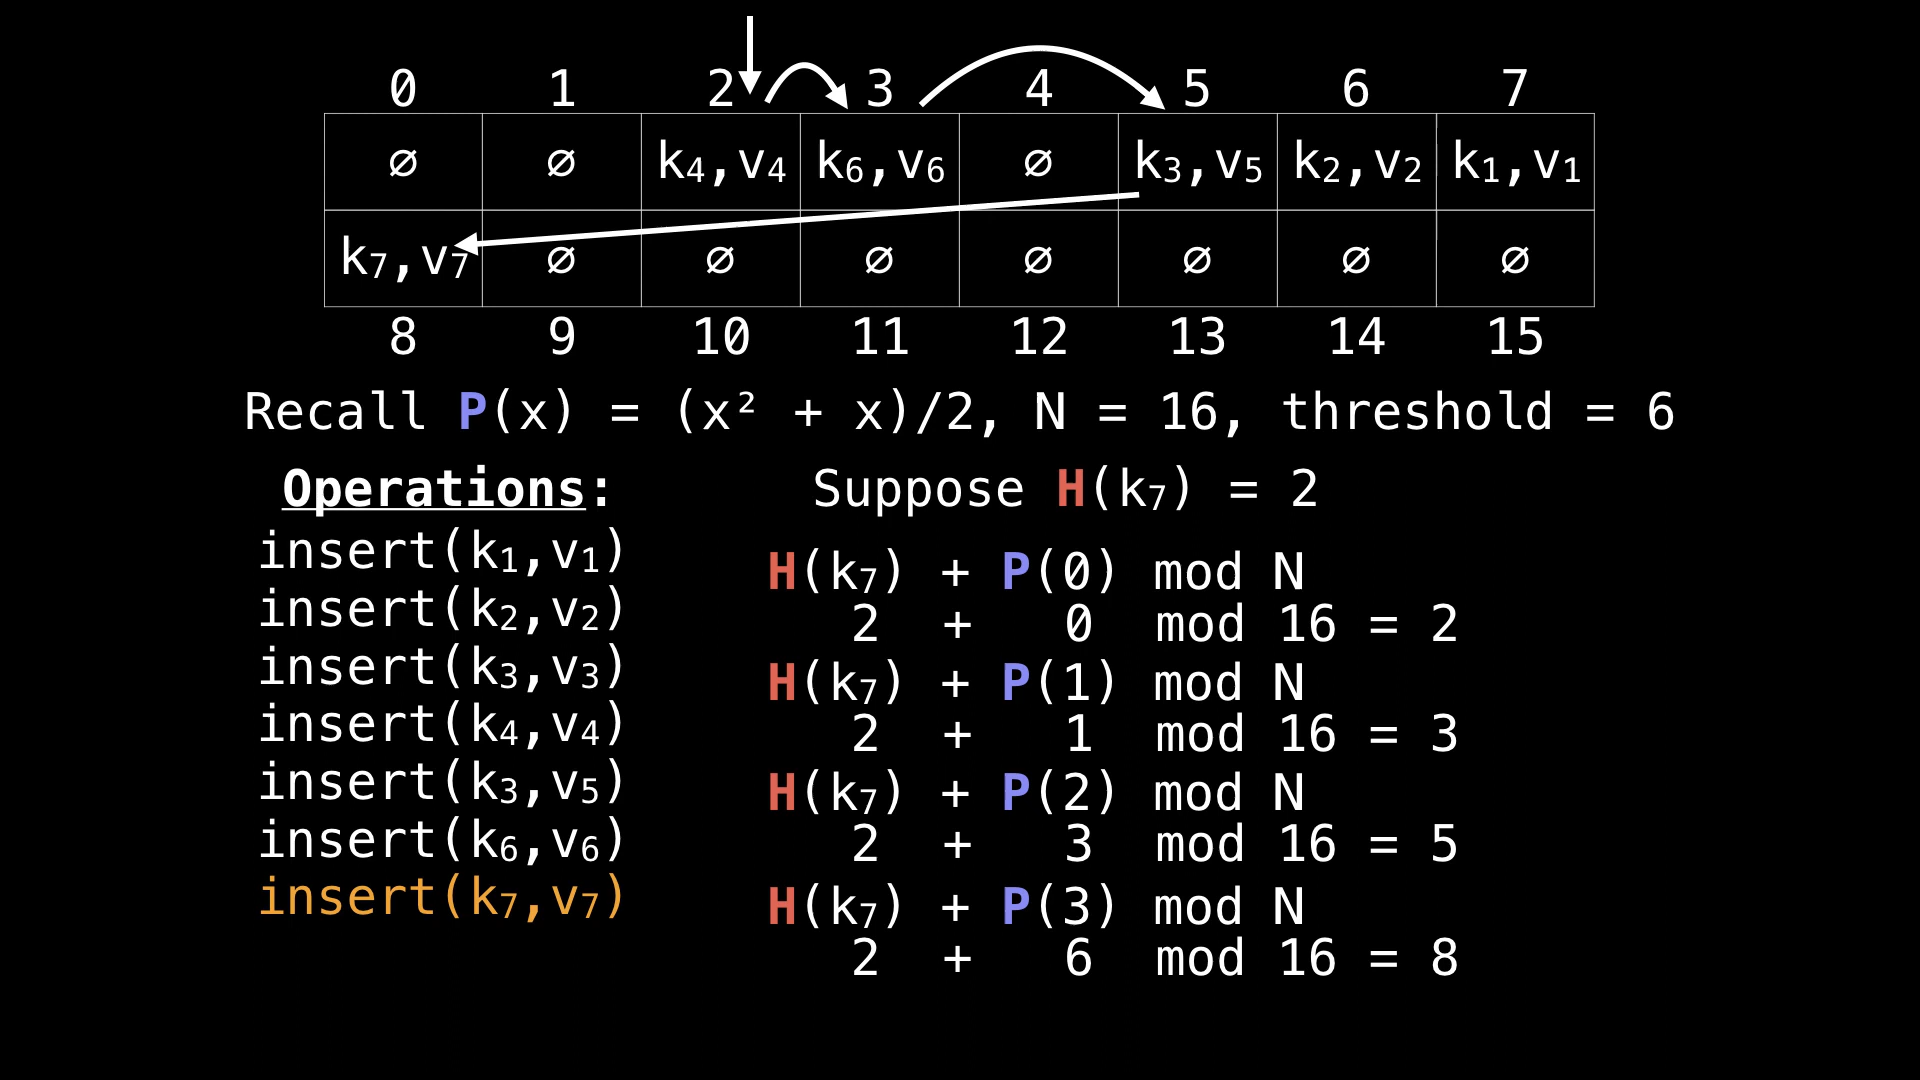 0 1 2 3 4 5 6 7
∅ ∅ k₄,v₄ k₆,v₆ ∅ k₃,v₅ k₂,v₂ k₁,v₁
k₇,v₇ ∅ ∅ ∅ ∅ ∅ ∅ ∅
8 9 10 11 12 13 14 15
Recall P(x) = (x² + x)/2, N = 16, threshold = 6
Operations:
insert(k₁,v₁)
insert(k₂,v₂)
insert(k₃,v₃)
insert(k₄,v₄)
insert(k₃,v₅)
insert(k₆,v₆)
insert(k₇,v₇)
Suppose H(k₇) = 2
H(k₇) + P(0) mod N
2 + 0 mod 16 = 2
H(k₇) + P(1) mod N
2 + 1 mod 16 = 3
H(k₇) + P(2) mod N
2 + 3 mod 16 = 5
H(k₇) + P(3) mod N
2 + 6 mod 16 = 8